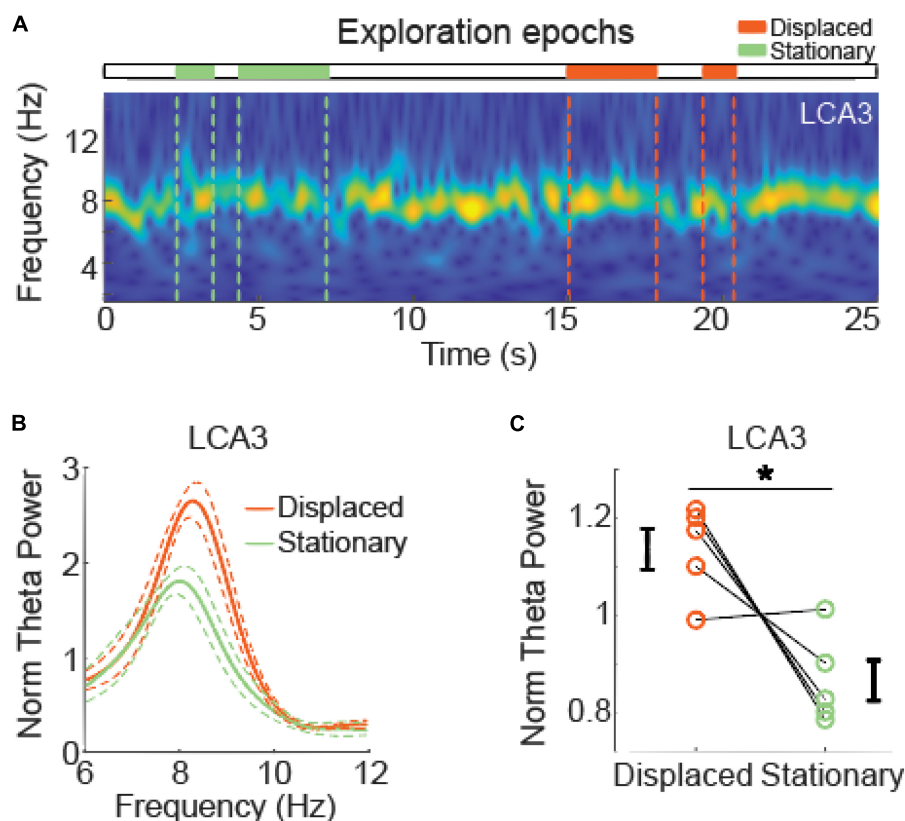 A
Exploration epochs
Displaced
Stationary
LCA3
Frequency (Hz)
12
8
4
0
5
10
15
20
25
Time (s)
B
LCA3
Norm Theta Power
3
2
1
0
Displaced
Stationary
6
8
10
12
Frequency (Hz)
C
LCA3
*
Norm Theta Power
1.2
1
0.8
Displaced Stationary